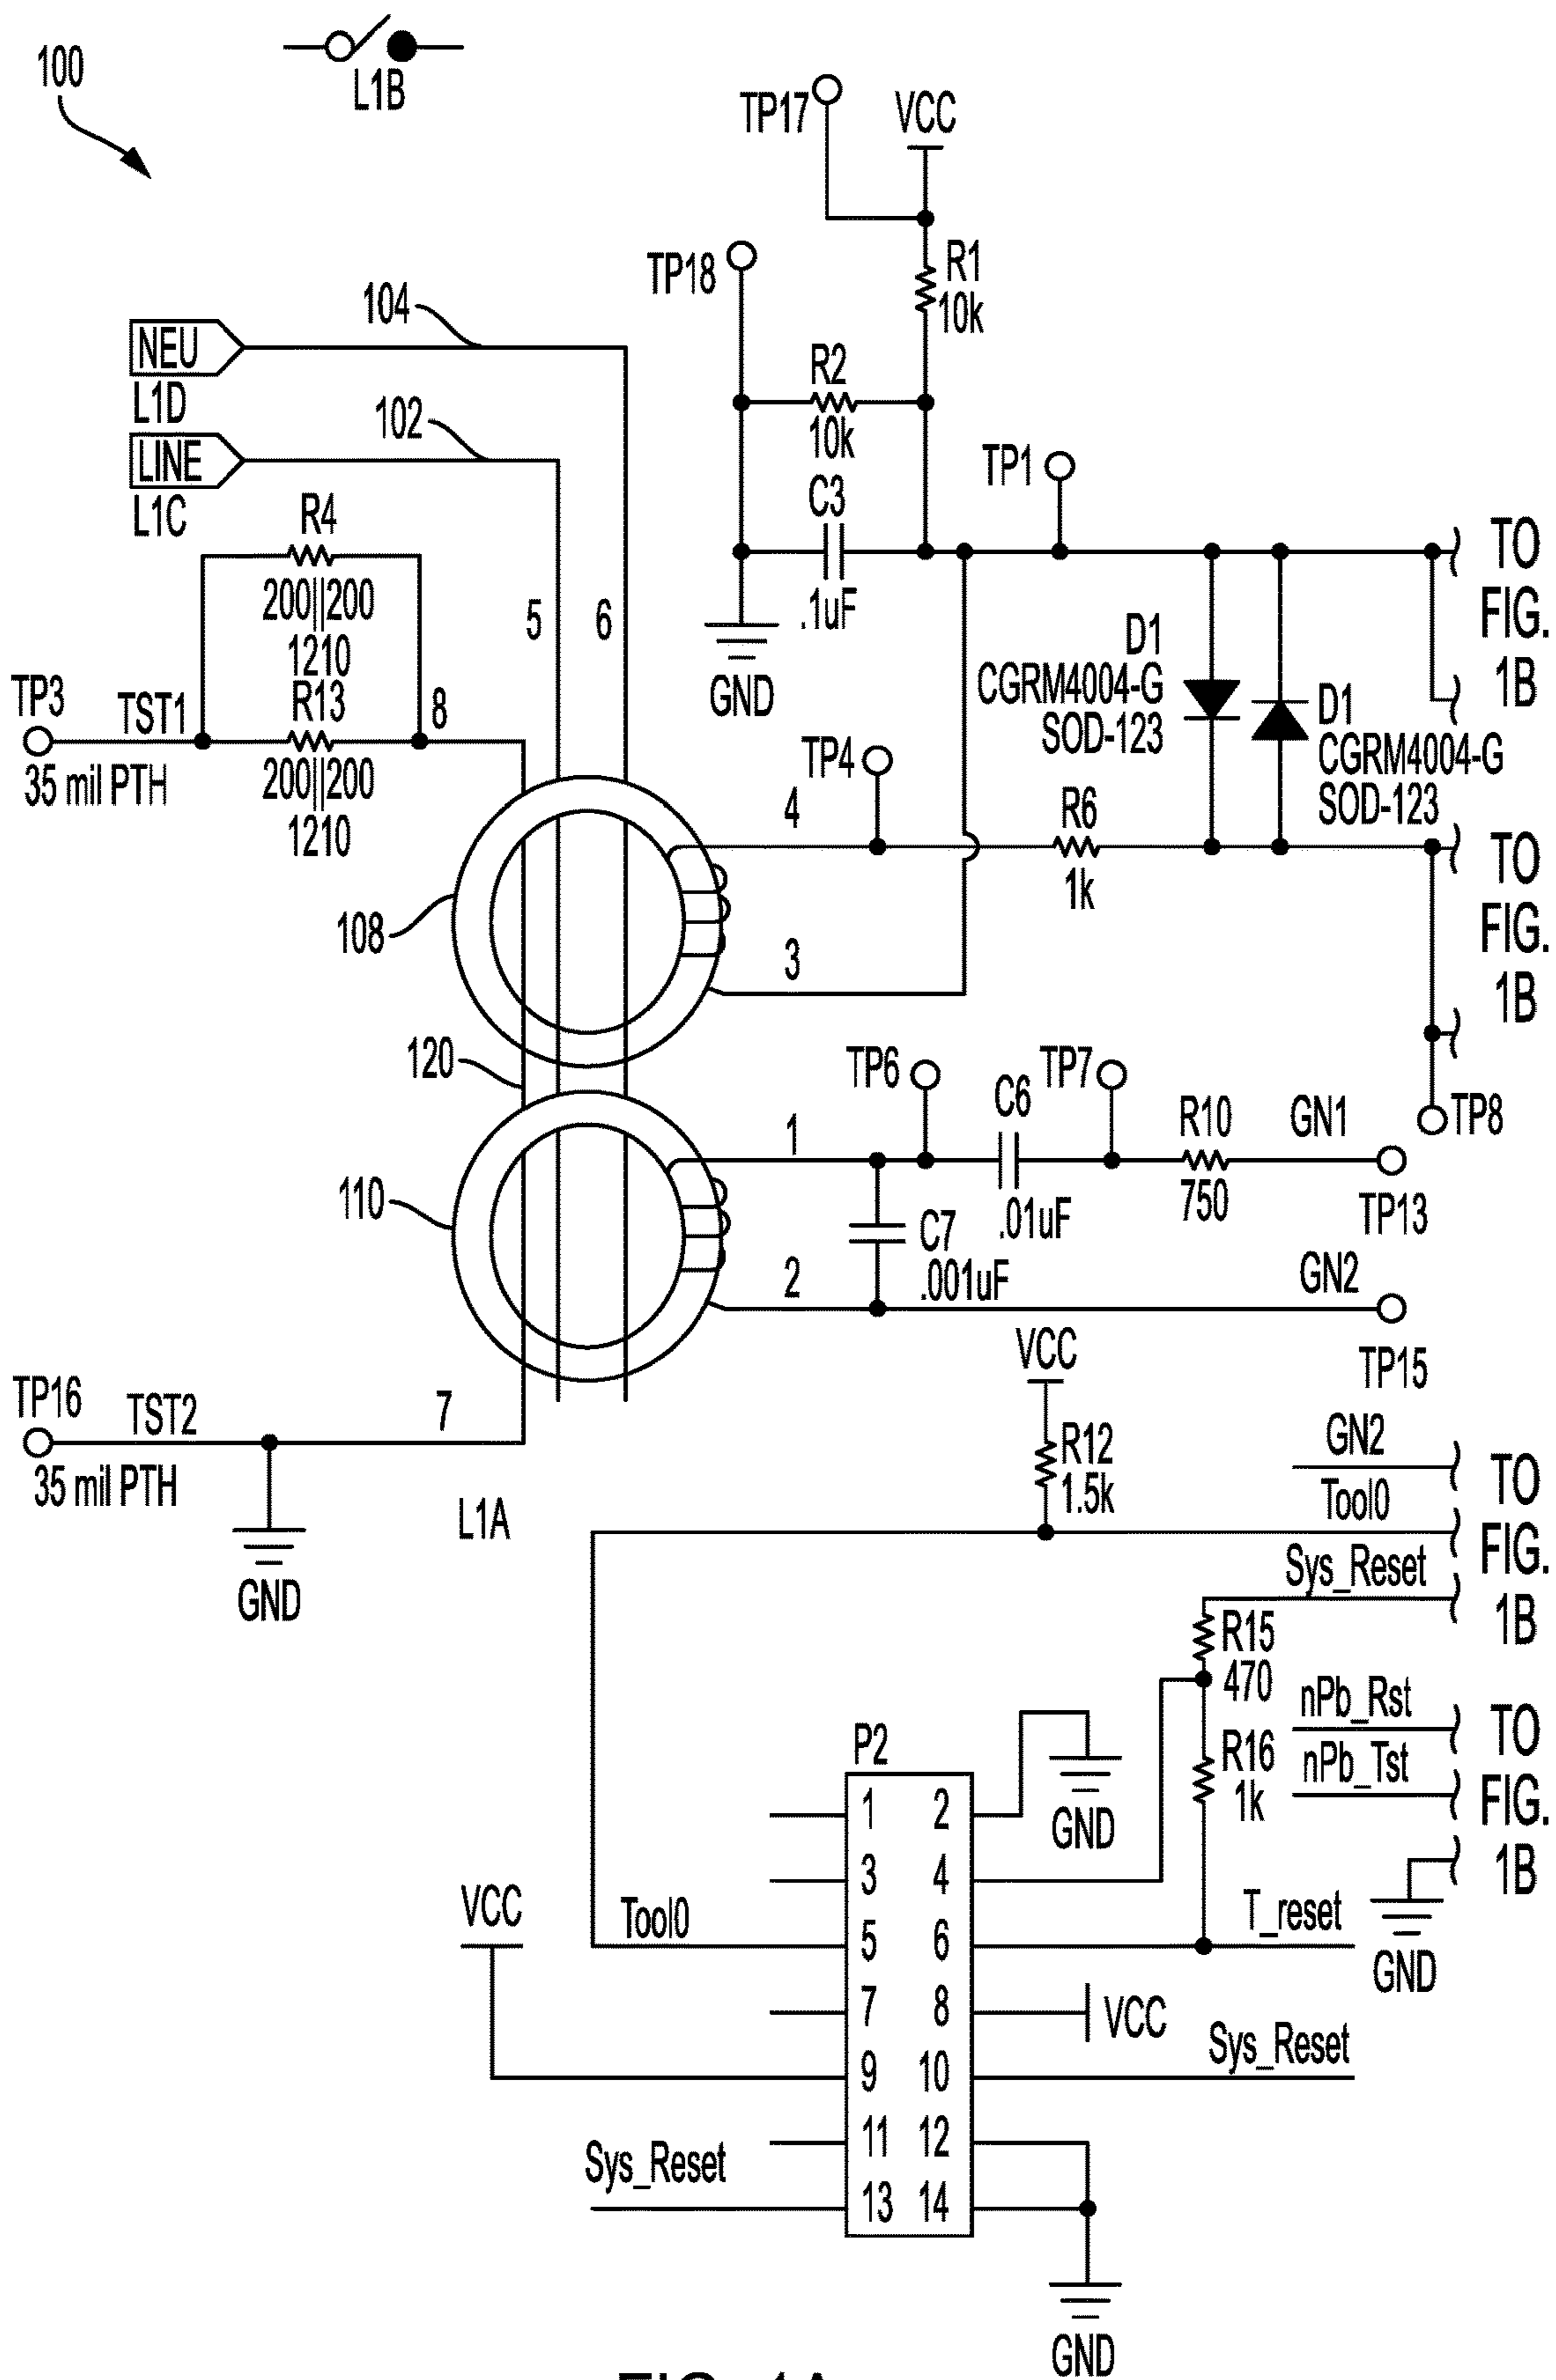 100
L1B
TP17
VCC
TP18
R1
10k
104
NEU
L1D
R2
10k
102
LINE
L1C
TP1
C3
.1uF
GND
R4
200||200
1210
5
6
TO
FIG.
1B
D1
CGRM4004-G
SOD-123
D1
CGRM4004-G
SOD-123
TP3
TST1
R13
8
35 mil PTH
200||200
1210
TP4
4
R6
1k
TO
FIG.
1B
108
3
120
TP6
C6
TP7
R10
GN1
TP8
1
.01uF
750
TP13
110
C7
.001uF
2
GN2
TP15
VCC
TP16
TST2
7
35 mil PTH
GND
L1A
R12
1.5k
GN2
Tool0
Sys_Reset
TO
FIG.
1B
R15
470
nPb_Rst
nPb_Tst
TO
FIG.
1B
R16
1k
GND
P2
GND
1 2
3 4
VCC
Tool0
5 6
T_reset
7 8
VCC
9 10
Sys_Reset
11 12
Sys_Reset
13 14
GND